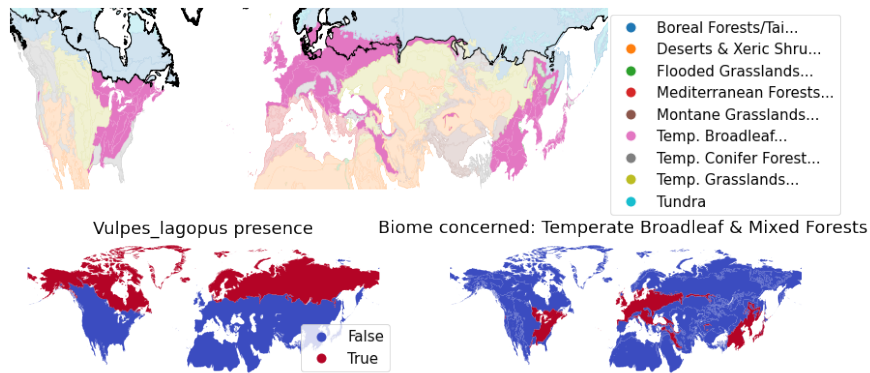 Boreal Forests/Tai...
Deserts & Xeric Shru...
Flooded Grasslands...
Mediterranean Forests...
Montane Grasslands...
Temp. Broadleaf...
Temp. Conifer Forest...
Temp. Grasslands...
Tundra
Vulpes_lagopus presence
Biome concerned: Temperate Broadleaf & Mixed Forests
False
True